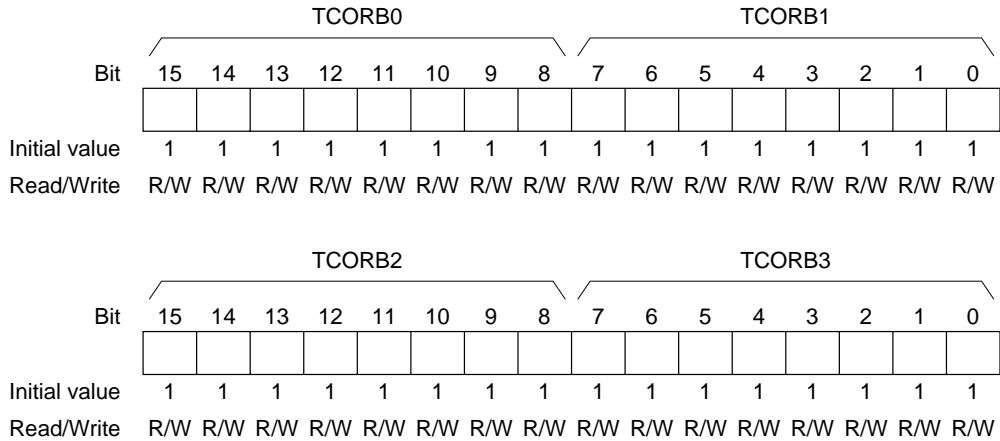 TCORB0 TCORB1
Bit 15 14 13 12 11 10 9 8 7 6 5 4 3 2 1 0
Initial value 1 1 1 1 1 1 1 1 1 1 1 1 1 1 1 1
Read/Write R/W R/W R/W R/W R/W R/W R/W R/W R/W R/W R/W R/W R/W R/W R/W R/W
TCORB2 TCORB3
Bit 15 14 13 12 11 10 9 8 7 6 5 4 3 2 1 0
Initial value 1 1 1 1 1 1 1 1 1 1 1 1 1 1 1 1
Read/Write R/W R/W R/W R/W R/W R/W R/W R/W R/W R/W R/W R/W R/W R/W R/W R/W